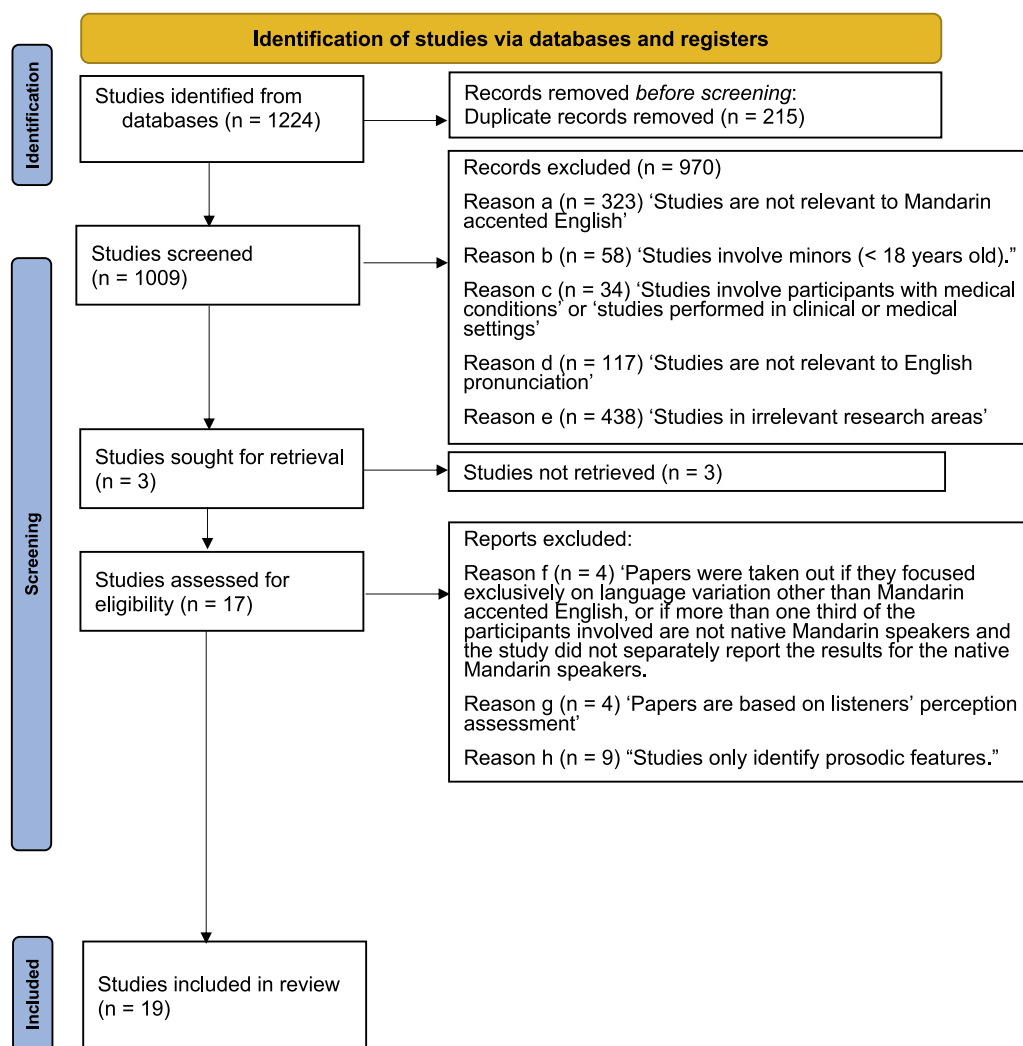 Identification of studies via databases and registers
Identification
Studies identified from
databases (n = 1224)
Records removed before screening:
Duplicate records removed (n = 215)
Screening
Studies screened
(n = 1009)
Records excluded (n = 970)
Reason a (n = 323) ‘Studies are not relevant to Mandarin
accented English’
Reason b (n = 58) ‘Studies involve minors (< 18 years old).”
Reason c (n = 34) ‘Studies involve participants with medical
conditions’ or ‘studies performed in clinical or medical
settings’
Reason d (n = 117) ‘Studies are not relevant to English
pronunciation’
Reason e (n = 438) ‘Studies in irrelevant research areas’
Studies sought for retrieval
(n = 3)
Studies not retrieved (n = 3)
Studies assessed for
eligibility (n = 17)
Reports excluded:
Reason f (n = 4) ‘Papers were taken out if they focused
exclusively on language variation other than Mandarin
accented English, or if more than one third of the
participants involved are not native Mandarin speakers and
the study did not separately report the results for the native
Mandarin speakers.
Reason g (n = 4) ‘Papers are based on listeners’ perception
assessment’
Reason h (n = 9) “Studies only identify prosodic features.”
Included
Studies included in review
(n = 19)